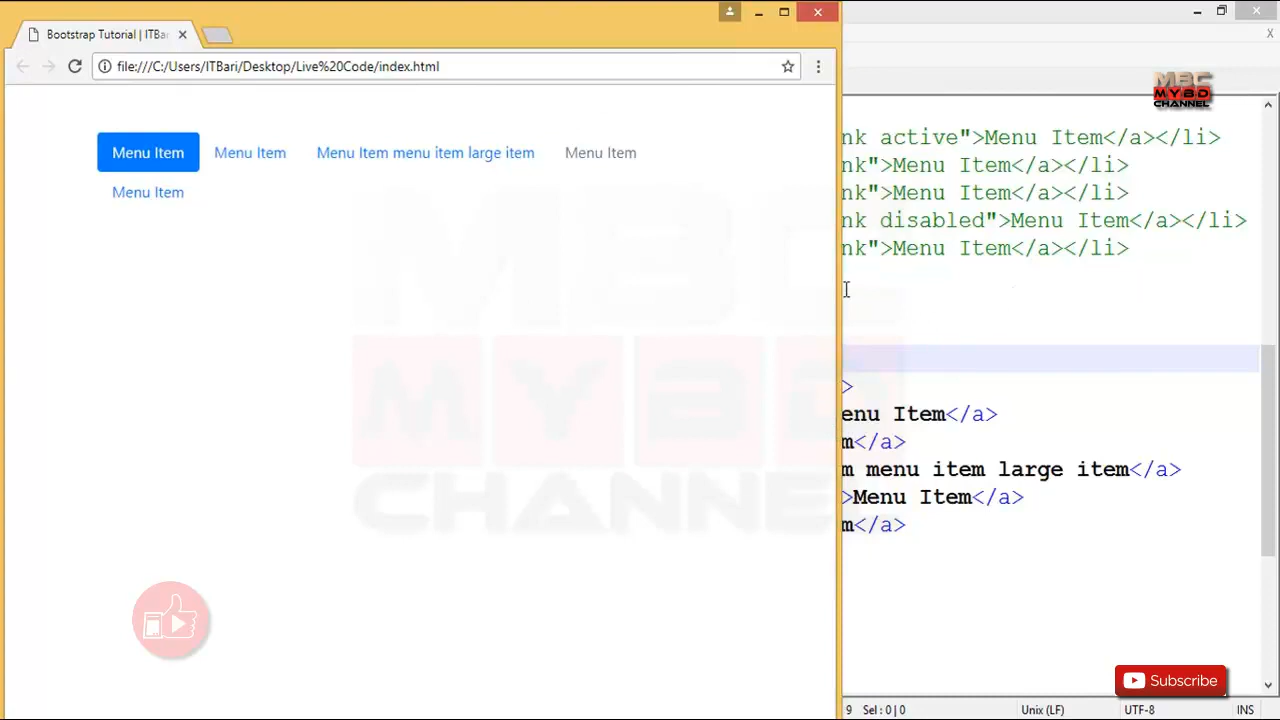 Bootstrap Tutorial | ITBa
file:///C:/Users/ITBari/Desktop/Live%20Code/index.html
Menu Item Menu Item Menu Item menu item large item Menu Item
Menu Item
MBC
MYBD
CHANNEL
MBC
MYBD
CHANNEL
nk active">Menu Item</a></li>
nk">Menu Item</a></li>
nk">Menu Item</a></li>
nk disabled">Menu Item</a></li>
nk">Menu Item</a></li>
>
enu Item</a>
m</a>
m menu item large item</a>
>Menu Item</a>
m</a>
Subscribe
9 Sel : 0 | 0 Unix (LF) UTF-8 INS